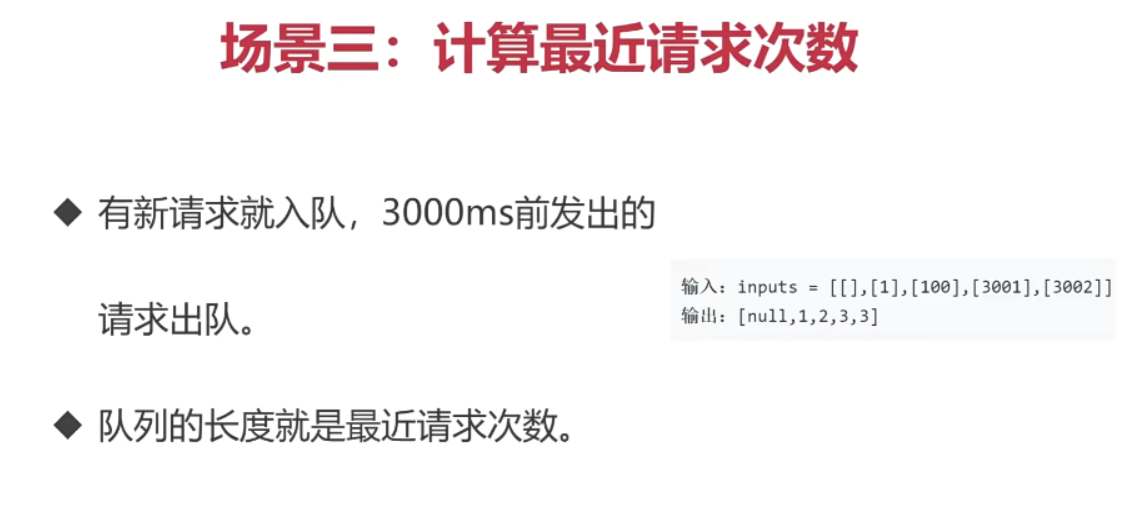 场景三：计算最近请求次数
◆ 有新请求就入队，3000ms前发出的
请求出队。
输入：inputs = [[],[1],[100],[3001],[3002]]
输出：[null,1,2,3,3]
◆ 队列的长度就是最近请求次数。